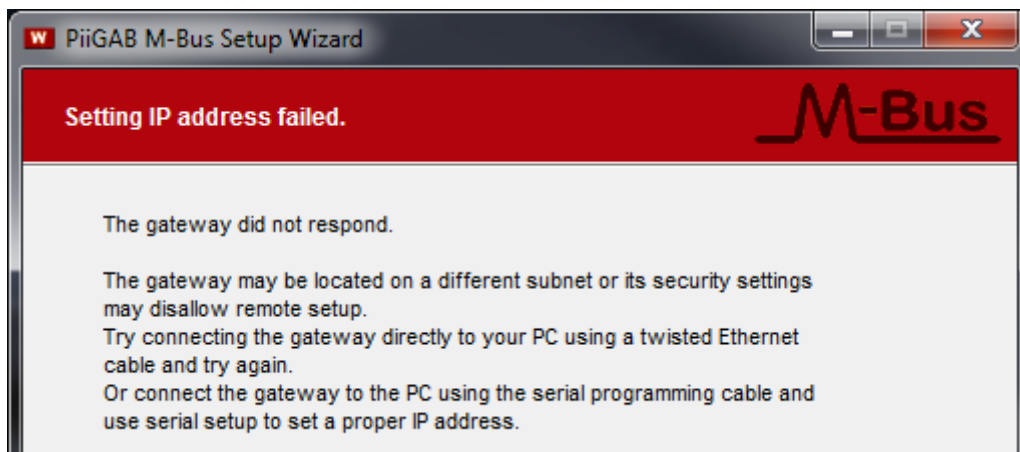 PiiGAB M-Bus Setup Wizard
Setting IP address failed.
M-Bus
The gateway did not respond.
The gateway may be located on a different subnet or its security settings
may disallow remote setup.
Try connecting the gateway directly to your PC using a twisted Ethernet
cable and try again.
Or connect the gateway to the PC using the serial programming cable and
use serial setup to set a proper IP address.